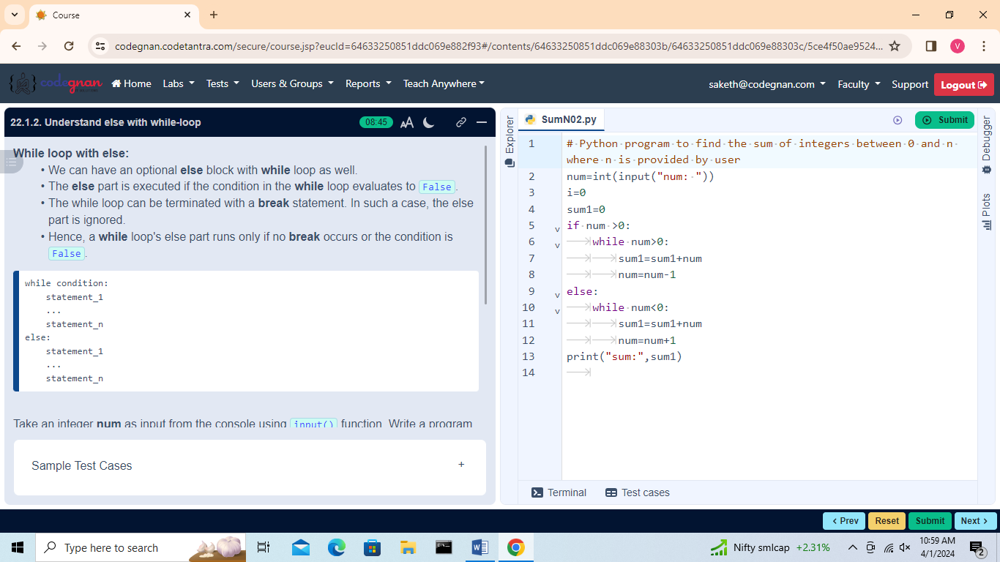 Course
codegnan.codetantra.com/secure/course.jsp?eucId=64633250851ddc069e882f93#/contents/64633250851ddc069e88303b/64633250851ddc069e88303c/5ce4f50ae9524...
V
codegnan
Home Labs Tests Users & Groups Reports Teach Anywhere
saketh@codegnan.com Faculty Support Logout
22.1.2. Understand else with while-loop
08:45
AA
While loop with else:
• We can have an optional else block with while loop as well.
• The else part is executed if the condition in the while loop evaluates to False.
• The while loop can be terminated with a break statement. In such a case, the else
part is ignored.
• Hence, a while loop's else part runs only if no break occurs or the condition is
False.
while condition:
statement_1
...
statement_n
else:
statement_1
...
statement_n
Take an integer num as input from the console using input() function. Write a program
Sample Test Cases +
Explorer
SumN02.py
Submit
1 # Python program to find the sum of integers between 0 and n
where n is provided by user
2 num=int(input("num: "))
3 i=0
4 sum1=0
5 if num >0:
6 while num>0:
7 sum1=sum1+num
8 num=num-1
9 else:
10 while num<0:
11 sum1=sum1+num
12 num=num+1
13 print("sum:",sum1)
14
Debugger
Plots
Terminal Test cases
< Prev Reset Submit Next >
Type here to search
Nifty smlcap +2.31%
10:59 AM
4/1/2024
2